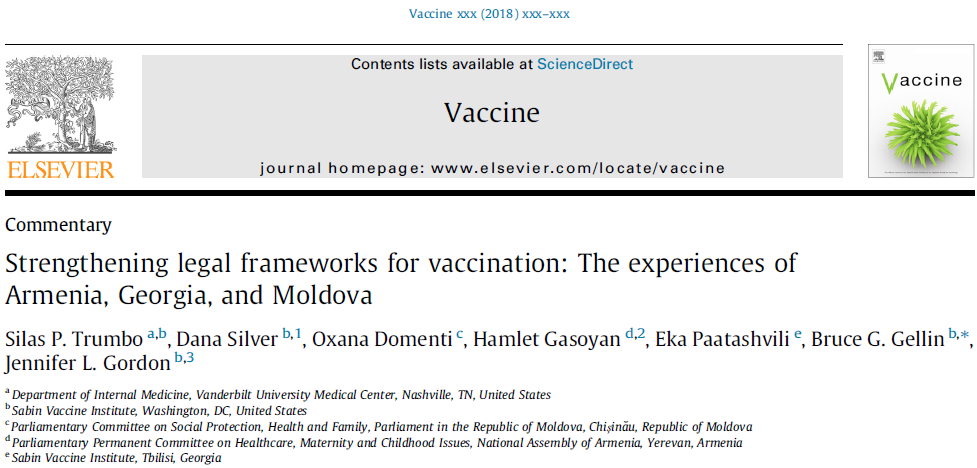 Vaccine xxx (2018) xxx–xxx
Contents lists available at ScienceDirect
Vaccine
journal homepage: www.elsevier.com/locate/vaccine
ELSEVIER
Vaccine
Commentary
Strengthening legal frameworks for vaccination: The experiences of
Armenia, Georgia, and Moldova
Silas P. Trumbo a,b, Dana Silver b,1, Oxana Domenti c, Hamlet Gasoyan d,2, Eka Paatashvili e, Bruce G. Gellin b,*,
Jennifer L. Gordon b,3
a Department of Internal Medicine, Vanderbilt University Medical Center, Nashville, TN, United States
b Sabin Vaccine Institute, Washington, DC, United States
c Parliamentary Committee on Social Protection, Health and Family, Parliament in the Republic of Moldova, Chișinău, Republic of Moldova
d Parliamentary Permanent Committee on Healthcare, Maternity and Childhood Issues, National Assembly of Armenia, Yerevan, Armenia
e Sabin Vaccine Institute, Tbilisi, Georgia